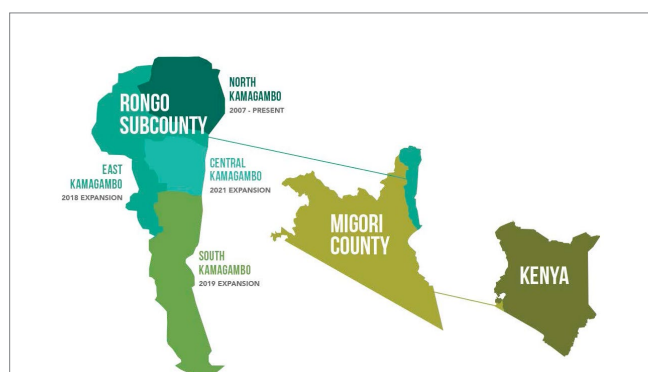 NORTH
KAMAGAMBO
2007 - PRESENT
RONGO
SUBCOUNTY
EAST
KAMAGAMBO
2018 EXPANSION
CENTRAL
KAMAGAMBO
2021 EXPANSION
SOUTH
KAMAGAMBO
2019 EXPANSION
MIGORI
COUNTY
KENYA